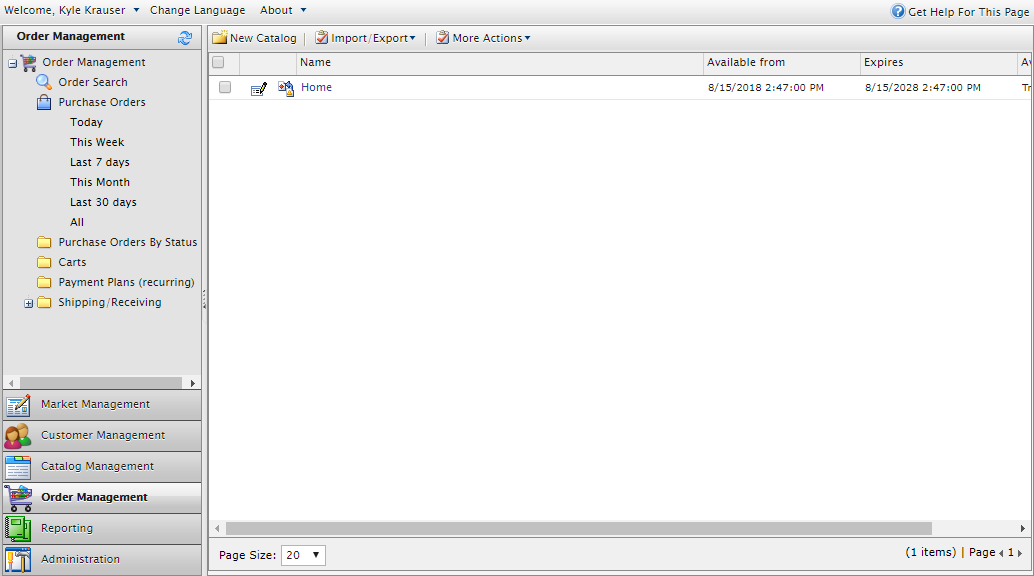 Welcome, Kyle Krauser Change Language About Get Help For This Page
Order Management
Order Management
Order Search
Purchase Orders
Today
This Week
Last 7 days
This Month
Last 30 days
All
Purchase Orders By Status
Carts
Payment Plans (recurring)
Shipping/Receiving
Market Management
Customer Management
Catalog Management
Order Management
Reporting
Administration
New Catalog Import/Export More Actions
Name Available from Expires Av
Home 8/15/2018 2:47:00 PM 8/15/2028 2:47:00 PM Tr
Page Size: 20 (1 items) | Page 1